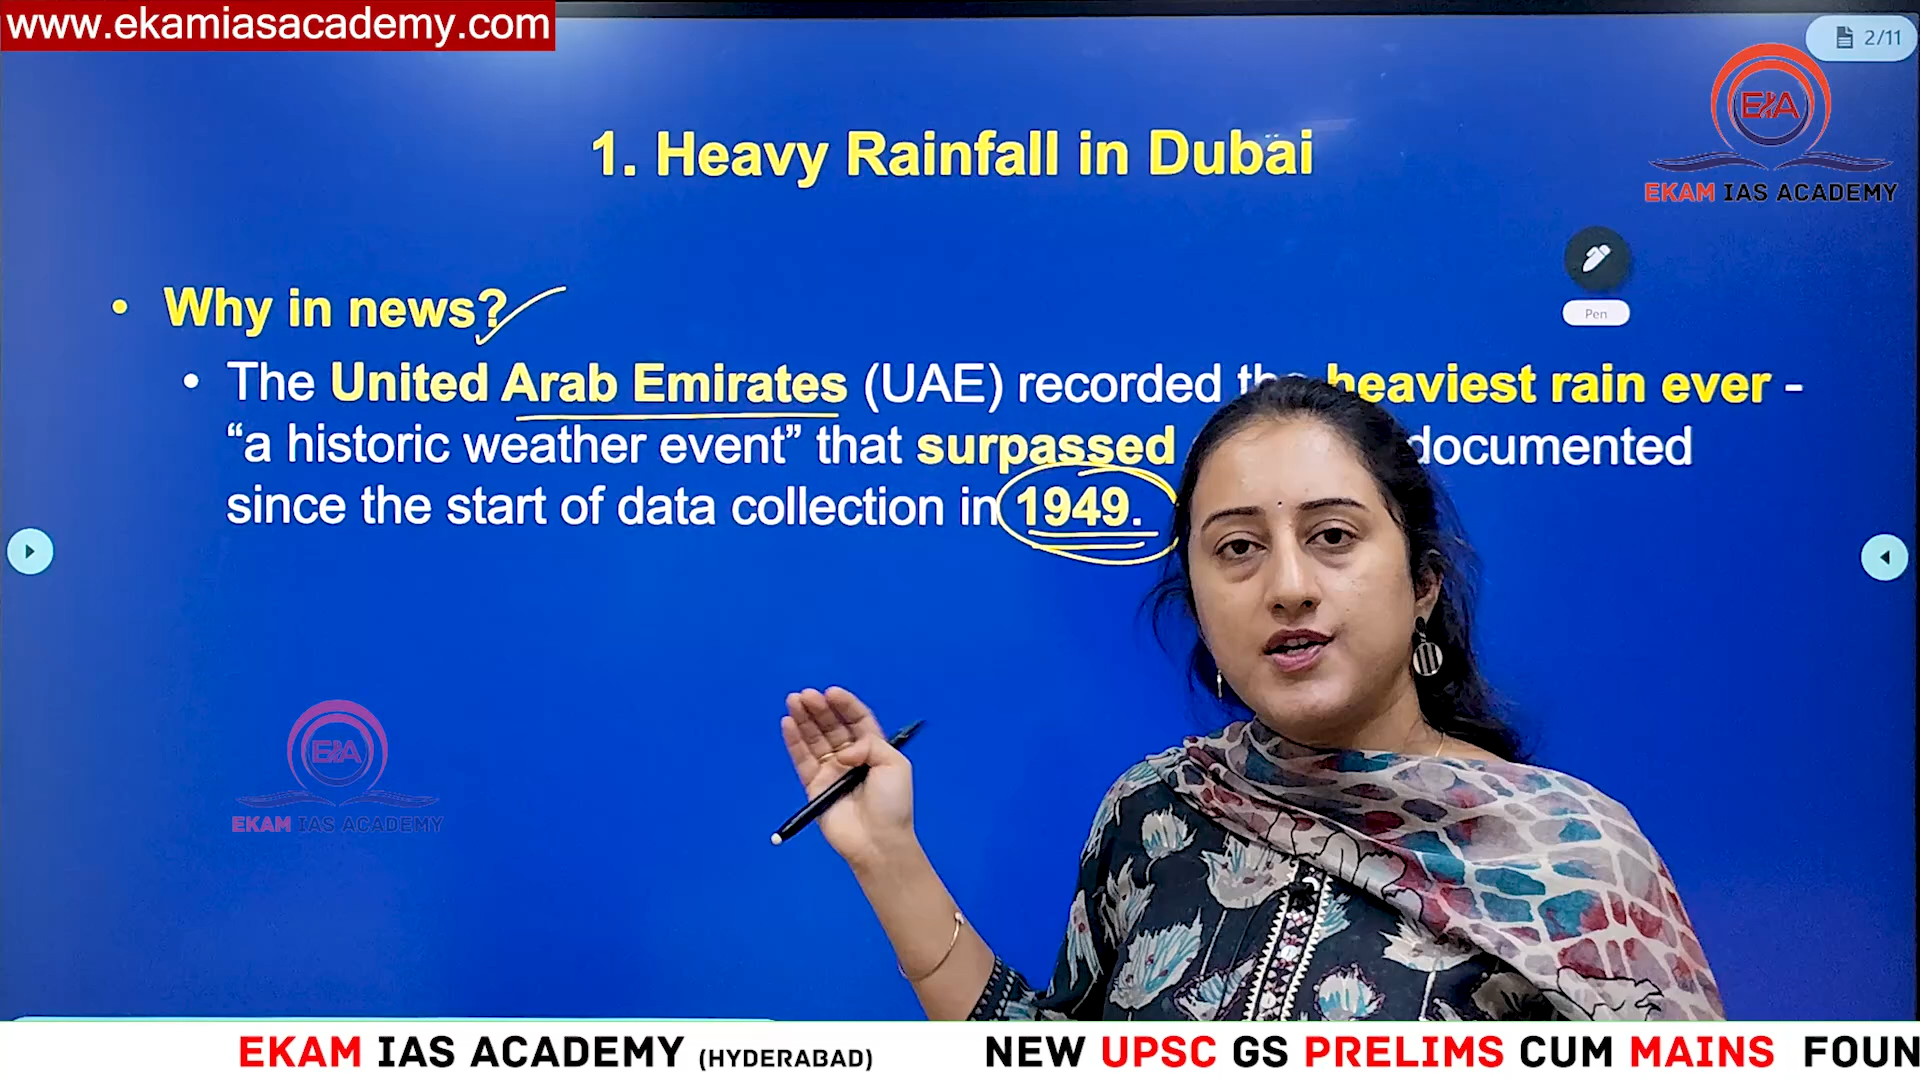 www.ekamiasacademy.com
2/11
E&A
EKAM IAS ACADEMY
1. Heavy Rainfall in Dubai
Pen
• Why in news?
• The United Arab Emirates (UAE) recorded heaviest rain ever -
“a historic weather event” that surpassed documented
since the start of data collection in 1949.
EKAM IAS ACADEMY
EKAM IAS ACADEMY (HYDERABAD) NEW UPSC GS PRELIMS CUM MAINS FOUN